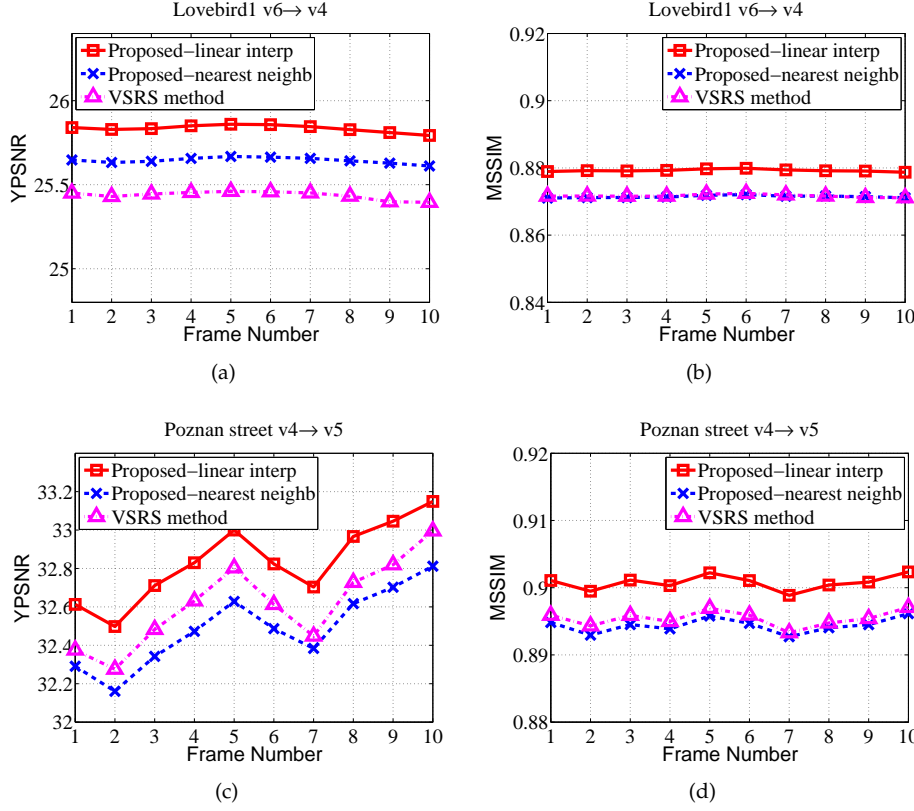 Lovebird1 v6→ v4
Proposed−linear interp
Proposed−nearest neighb
VSRS method
YPSNR
26
25.5
25
1 2 3 4 5 6 7 8 9 10
Frame Number
(a)
Lovebird1 v6→ v4
Proposed−linear interp
Proposed−nearest neighb
VSRS method
MSSIM
0.92
0.9
0.88
0.86
0.84
1 2 3 4 5 6 7 8 9 10
Frame Number
(b)
Poznan street v4→ v5
Proposed−linear interp
Proposed−nearest neighb
VSRS method
YPSNR
33.2
33
32.8
32.6
32.4
32.2
32
1 2 3 4 5 6 7 8 9 10
Frame Number
(c)
Poznan street v4→ v5
Proposed−linear interp
Proposed−nearest neighb
VSRS method
MSSIM
0.92
0.91
0.9
0.89
0.88
1 2 3 4 5 6 7 8 9 10
Frame Number
(d)